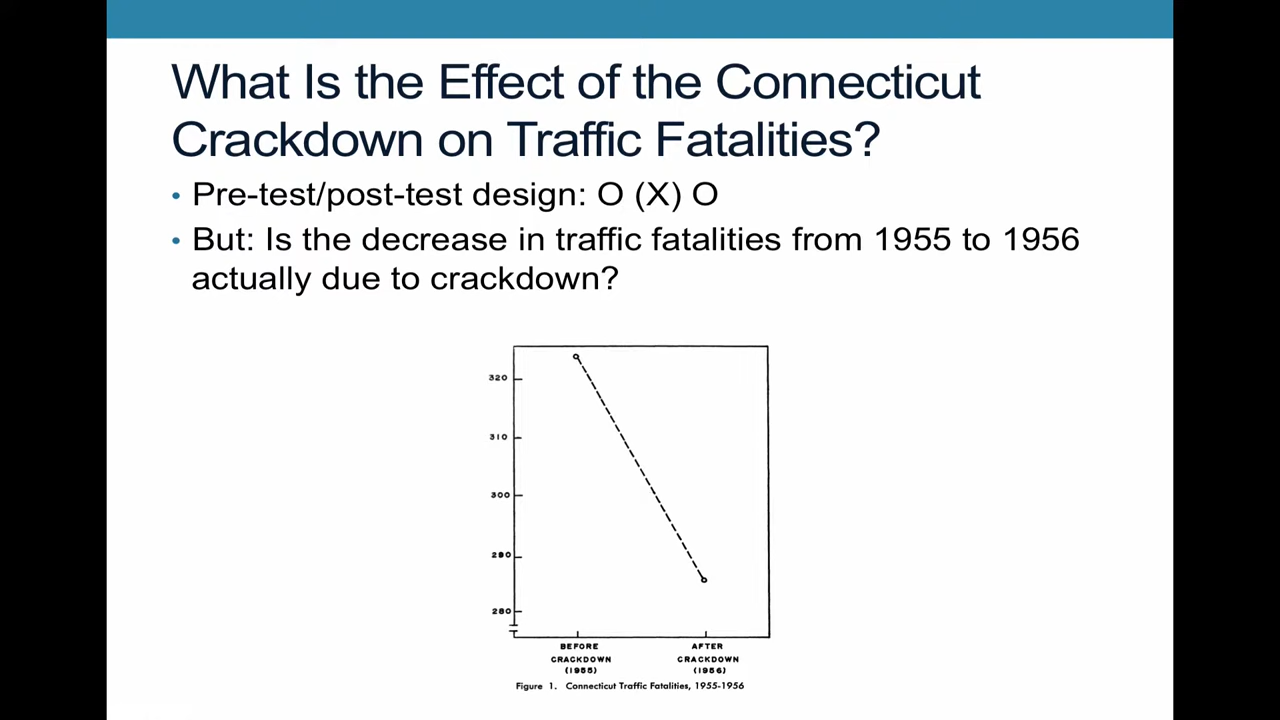 What Is the Effect of the Connecticut
Crackdown on Traffic Fatalities?
• Pre-test/post-test design: O (X) O
• But: Is the decrease in traffic fatalities from 1955 to 1956
actually due to crackdown?
320
310
300
290
280
BEFORE
CRACKDOWN
(1955)
AFTER
CRACKDOWN
(1956)
Figure 1. Connecticut Traffic Fatalities, 1955-1956